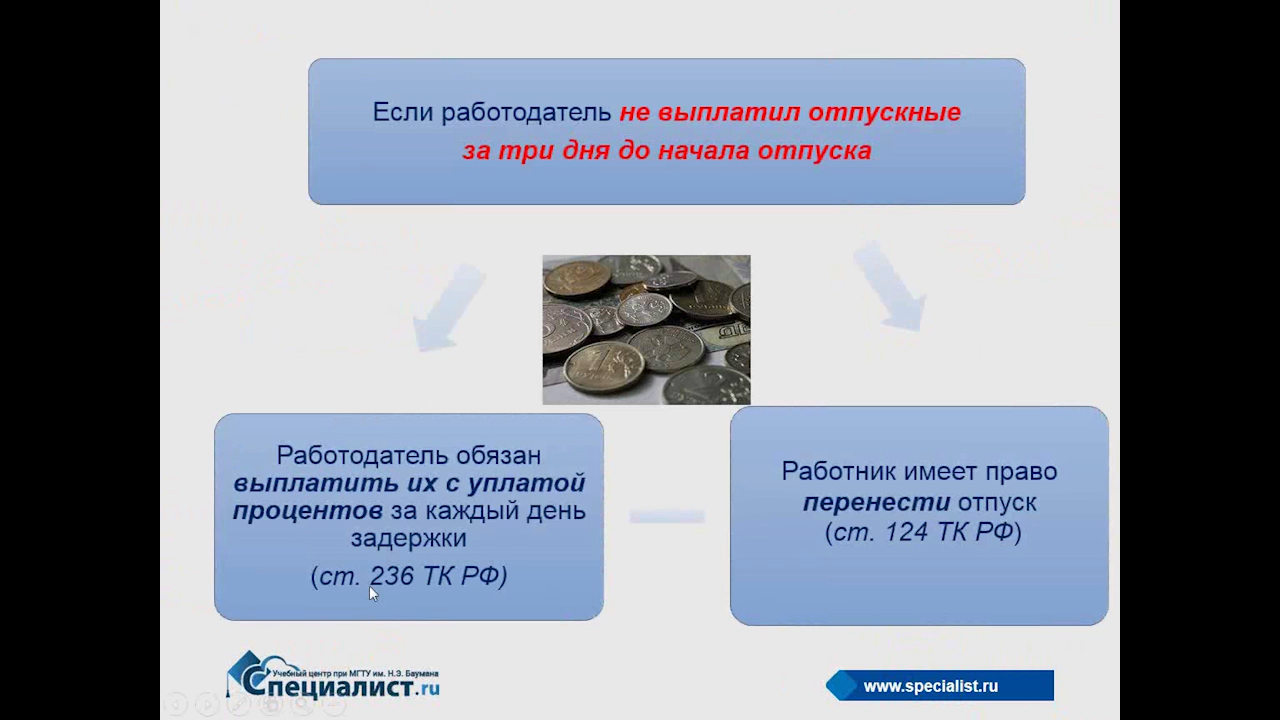 Если работодатель не выплатил отпускные
за три дня до начала отпуска
Работодатель обязан
выплатить их с уплатой
процентов за каждый день
задержки
(ст. 236 ТК РФ)
Работник имеет право
перенести отпуск
(ст. 124 ТК РФ)
Учебный центр при МГТУ им. Н.Э. Баумана
Специалист.ru
www.specialist.ru